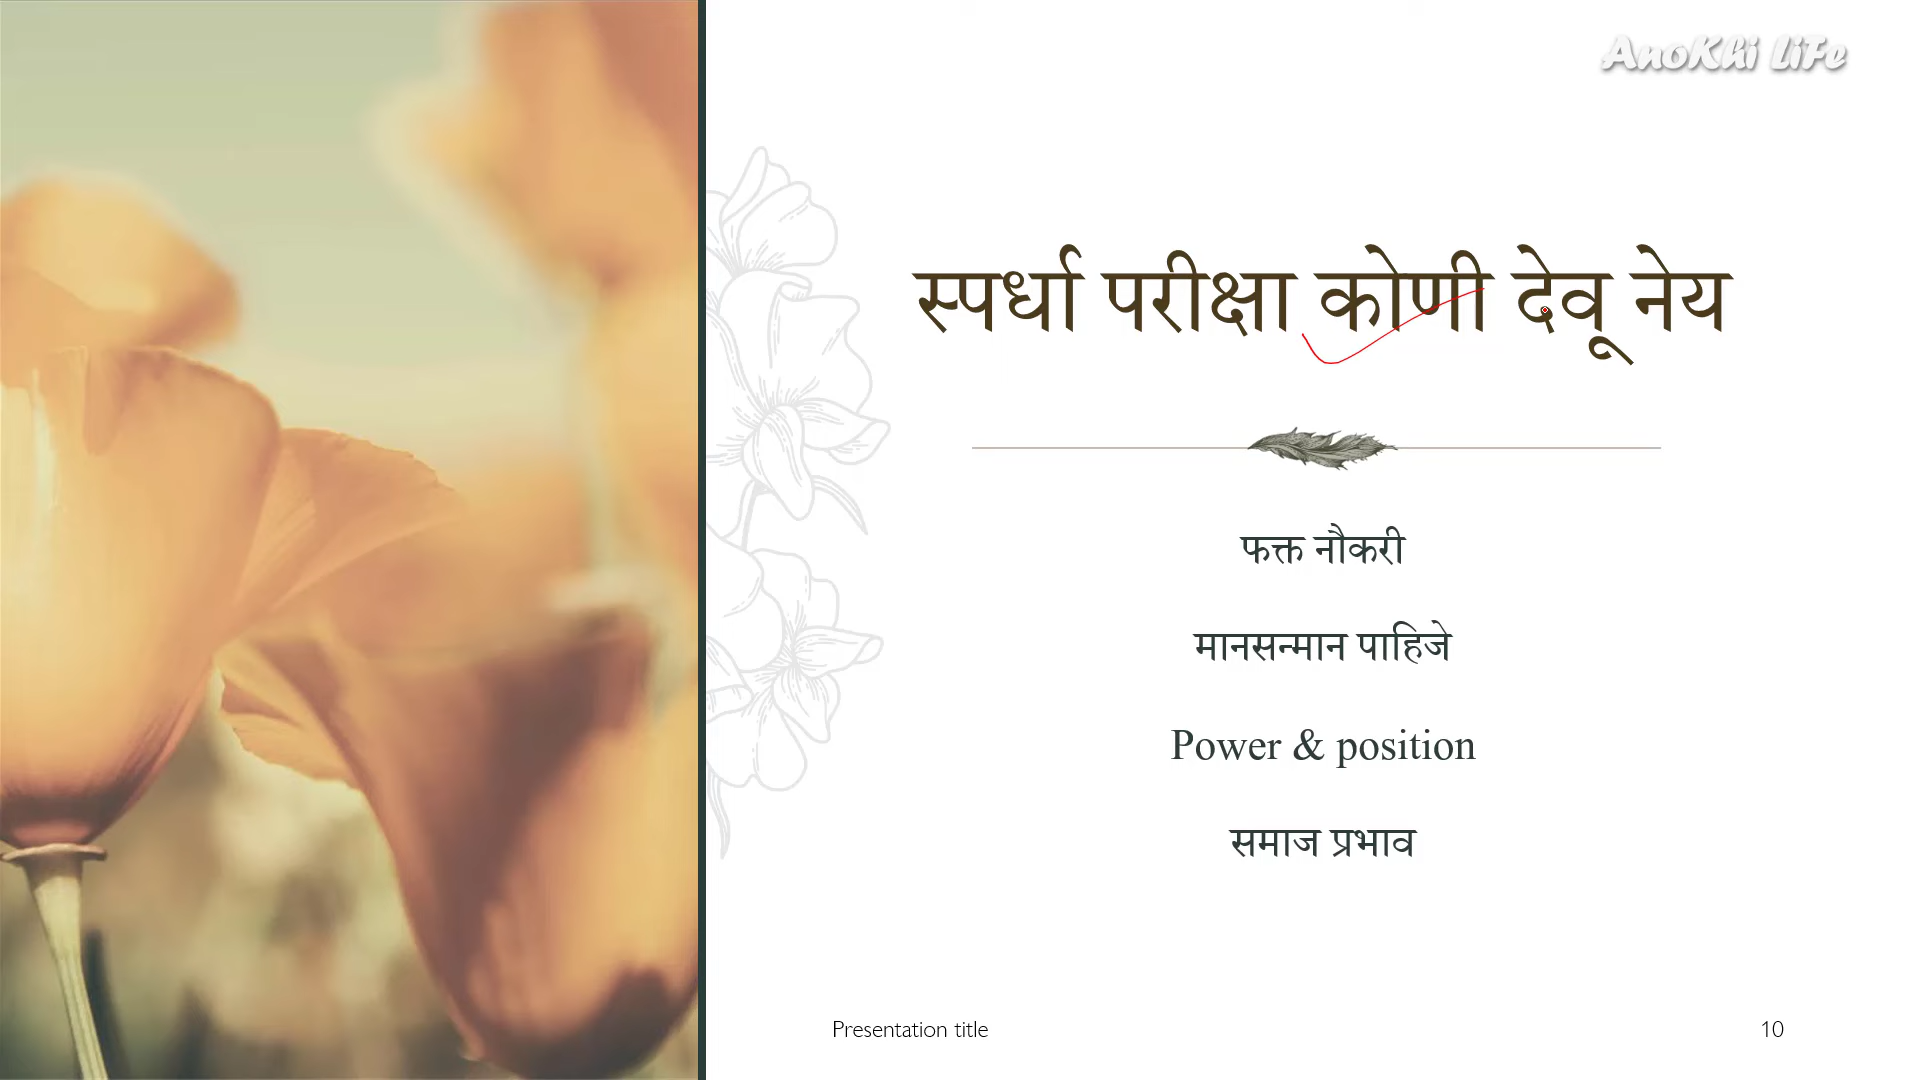 AnoKhi LiFe
स्पर्धा परीक्षा कोणी देवू नेय
फक्त नौकरी
मानसन्मान पाहिजे
Power & position
समाज प्रभाव
Presentation title
10